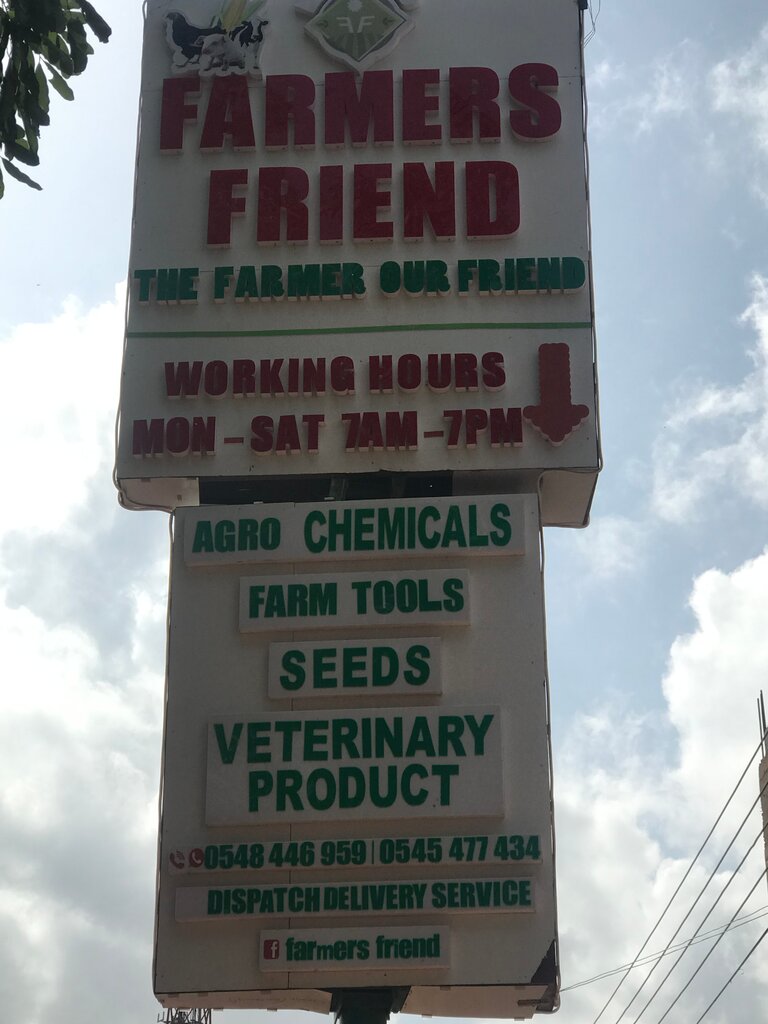 FF
FARMERS
FRIEND
THE FARMER OUR FRIEND
WORKING HOURS
MON - SAT 7AM - 7PM
AGRO CHEMICALS
FARM TOOLS
SEEDS
VETERINARY
PRODUCT
0548 446 959 | 0545 477 434
DISPATCH DELIVERY SERVICE
f farmers friend